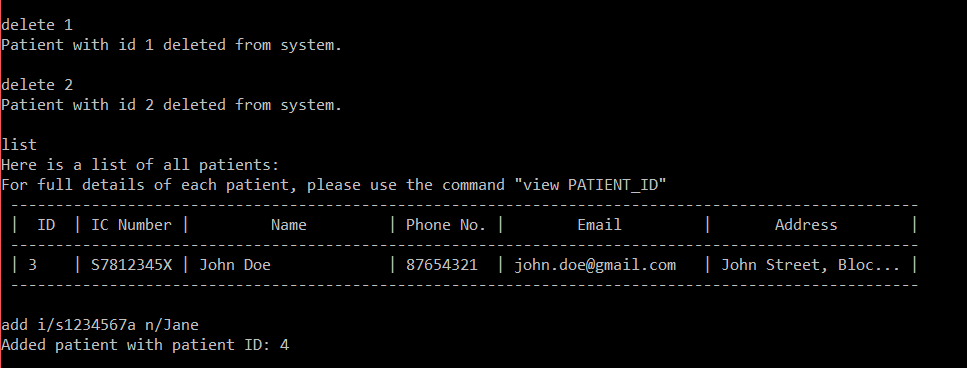 delete 1
Patient with id 1 deleted from system.
delete 2
Patient with id 2 deleted from system.
list
Here is a list of all patients:
For full details of each patient, please use the command "view PATIENT_ID"
| ID | IC Number | Name | Phone No. | Email | Address |
| 3 | S7812345X | John Doe | 87654321 | john.doe@gmail.com | John Street, Bloc... |
add i/s1234567a n/Jane
Added patient with patient ID: 4